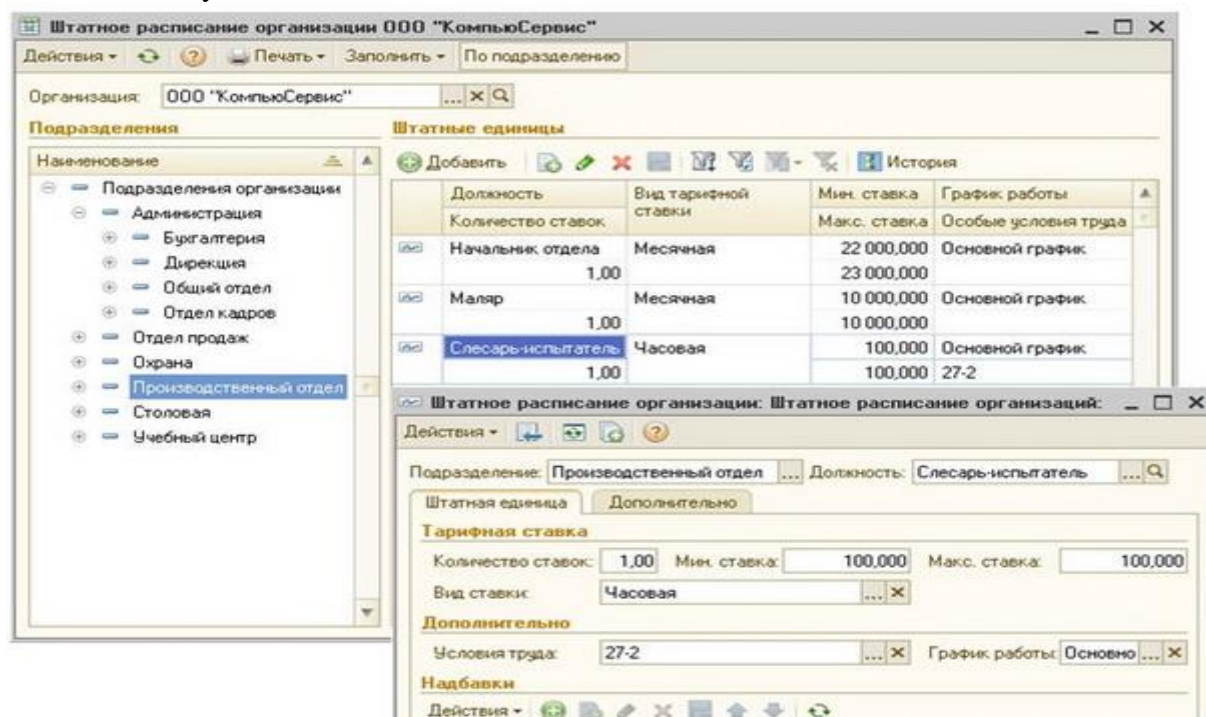 Штатное расписание организации ООО "КомпьюСервис"
Действия Печать Заполнить По подразделению
Организация: ООО "КомпьюСервис" ...
Подразделения Штатные единицы
Наименование
Подразделения организации
Администрация
Бухгалтерия
Дирекция
Общий отдел
Отдел кадров
Отдел продаж
Охрана
Производственный отдел
Столовая
Учебный центр
Добавить История
Должность Вид тарифной ставки Мин. ставка График работы
Количество ставок Макс. ставка Особые условия труда
Начальник отдела Месячная 22 000,000 Основной график
1,00 23 000,000
Маляр Месячная 10 000,000 Основной график
1,00 10 000,000
Слесарь-испытатель Часовая 100,000 Основной график
1,00 100,000 27-2
Штатное расписание организации: Штатное расписание организаций:
Действия
Подразделение: Производственный отдел ... Должность: Слесарь-испытатель ...
Штатная единица Дополнительно
Тарифная ставка
Количество ставок: 1,00 Мин. ставка: 100,000 Макс. ставка: 100,000
Вид ставки: Часовая ...
Дополнительно
Условия труда: 27-2 ... График работы: Основно ...
Надбавки
Действия